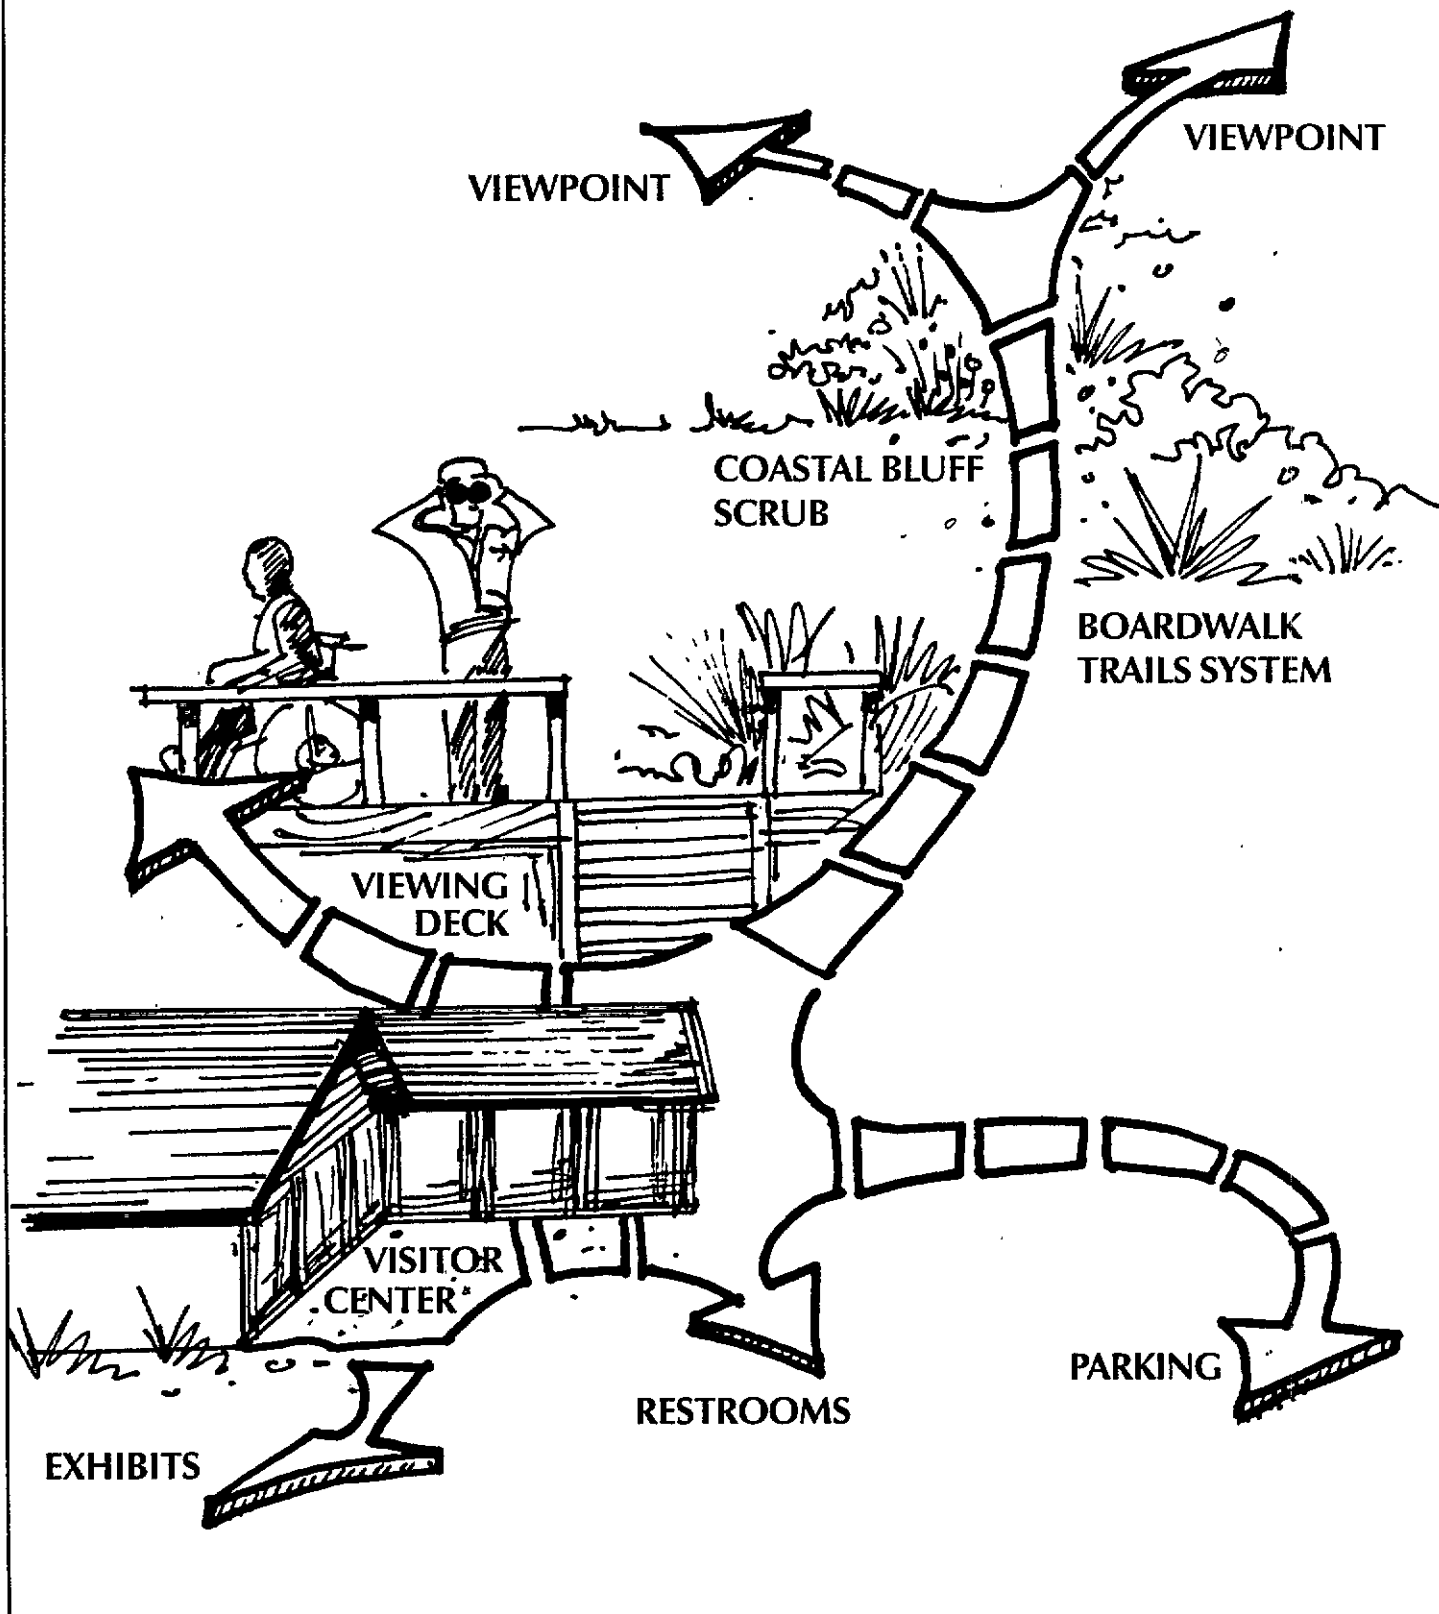 VIEWPOINT
VIEWPOINT
COASTAL BLUFF
SCRUB
BOARDWALK
TRAILS SYSTEM
VIEWING
DECK
VISITOR
CENTER
PARKING
RESTROOMS
EXHIBITS